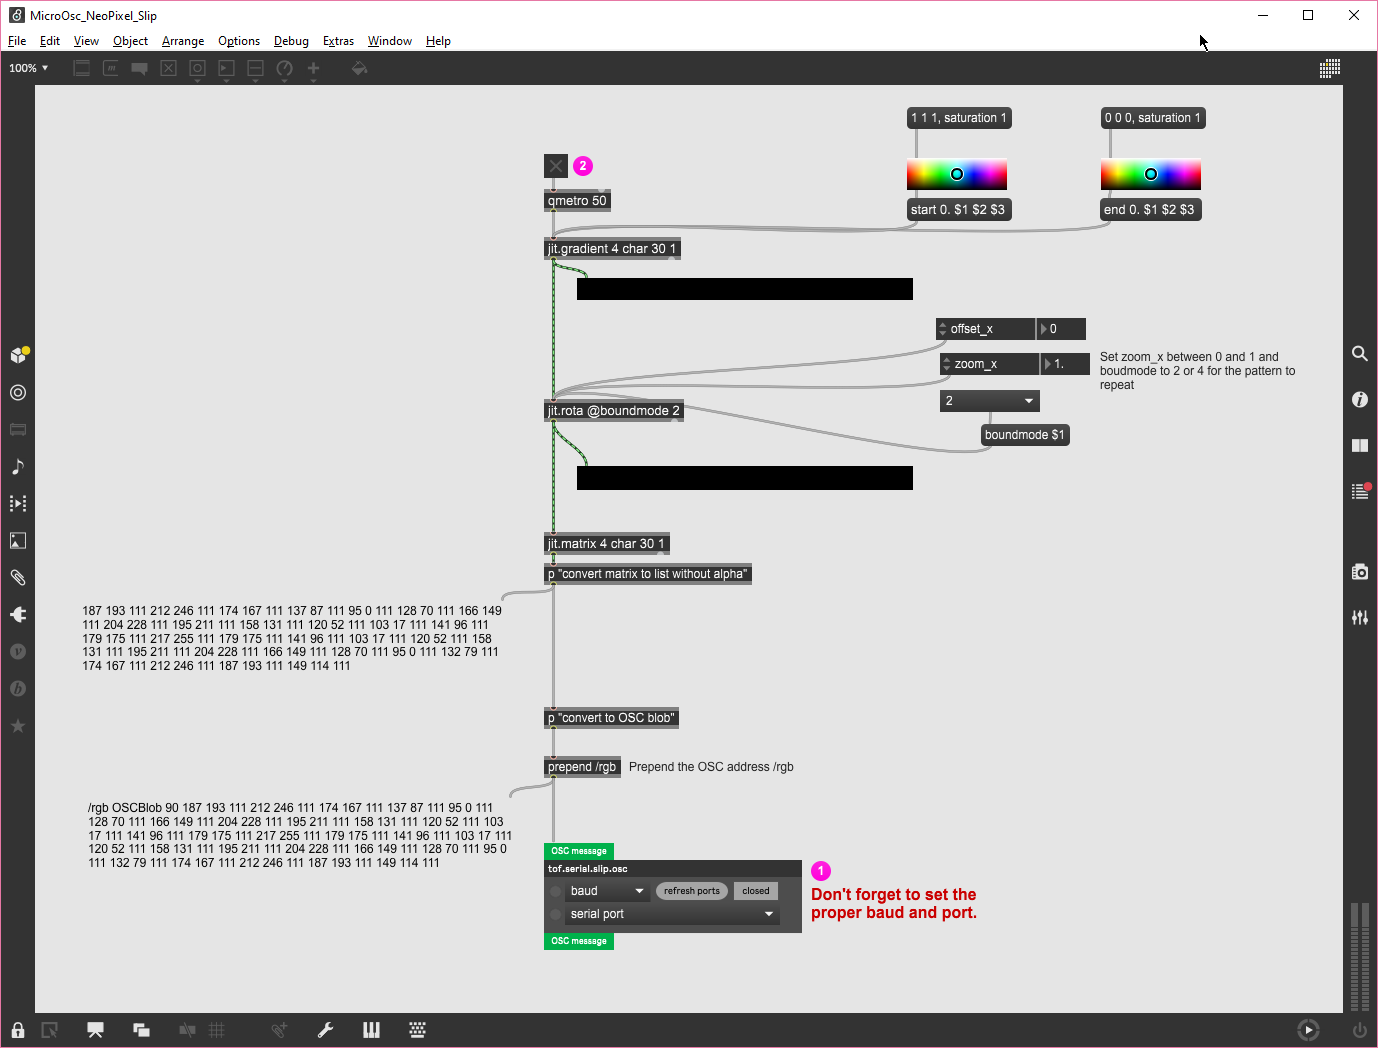 MicroOsc_NeoPixel_Slip
File Edit View Object Arrange Options Debug Extras Window Help
100%
1 1 1, saturation 1
0 0 0, saturation 1
2
qmetro 50
start 0. $1 $2 $3
end 0. $1 $2 $3
jit.gradient 4 char 30 1
offset_x
0
zoom_x
1.
Set zoom_x between 0 and 1 and
boudmode to 2 or 4 for the pattern to
repeat
2
jit.rota @boundmode 2
boundmode $1
jit.matrix 4 char 30 1
p "convert matrix to list without alpha"
187 193 111 212 246 111 174 167 111 137 87 111 95 0 111 128 70 111 166 149
111 204 228 111 195 211 111 158 131 111 120 52 111 103 17 111 141 96 111
179 175 111 217 255 111 179 175 111 141 96 111 103 17 111 120 52 111 158
131 111 195 211 111 204 228 111 166 149 111 128 70 111 95 0 111 132 79 111
174 167 111 212 246 111 187 193 111 149 114 111
p "convert to OSC blob"
prepend /rgb
Prepend the OSC address /rgb
/rgb OSCBlob 90 187 193 111 212 246 111 174 167 111 137 87 111 95 0 111
128 70 111 166 149 111 204 228 111 195 211 111 158 131 111 120 52 111 103
17 111 141 96 111 179 175 111 217 255 111 179 175 111 141 96 111 103 17 111
120 52 111 158 131 111 195 211 111 204 228 111 166 149 111 128 70 111 95 0
111 132 79 111 174 167 111 212 246 111 187 193 111 149 114 111
OSC message
tof.serial.slip.osc
1
baud
refresh ports
closed
Don't forget to set the
proper baud and port.
serial port
OSC message